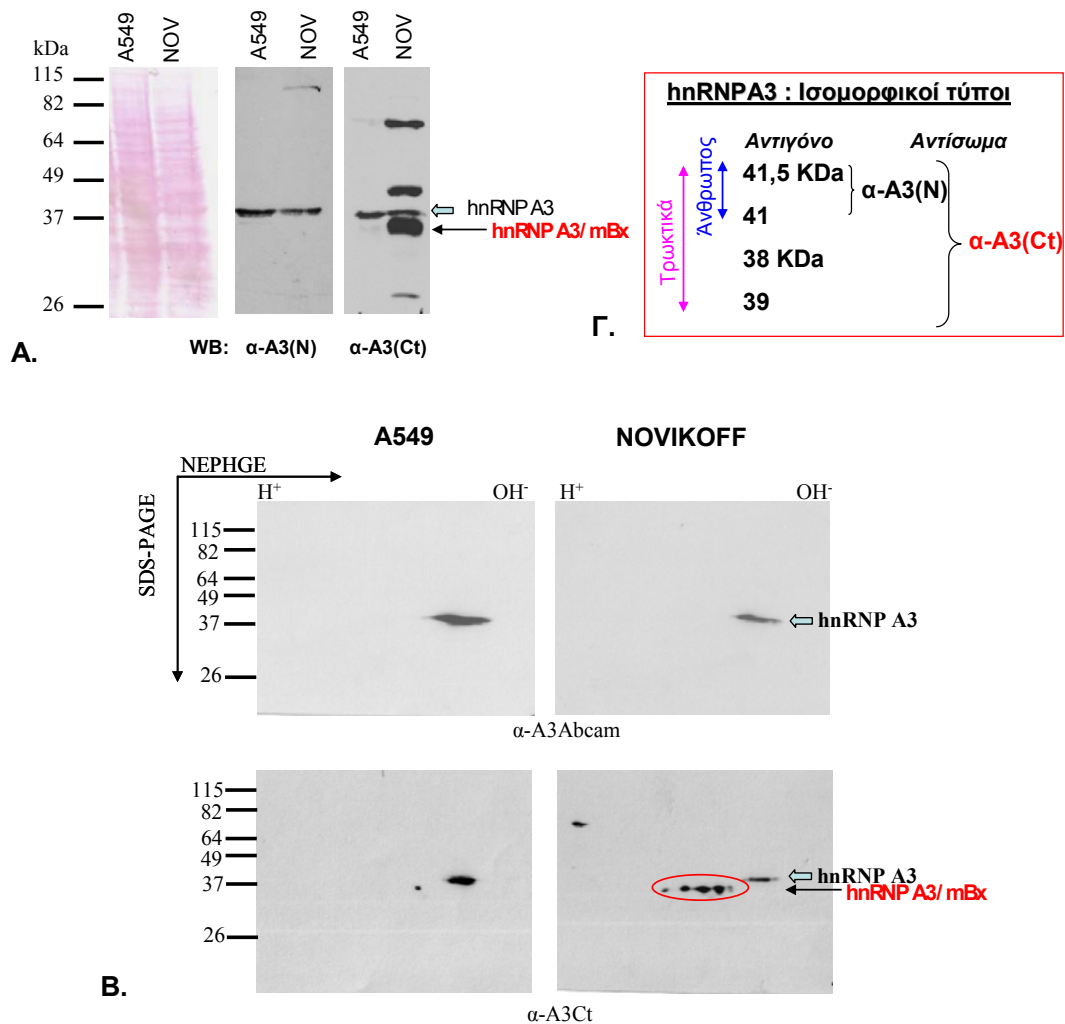 A549 NOV A549 NOV A549 NOV
kDa
115
82
64
49
37
26
hnRNP A3
hnRNP A3/ mBx
WB: α-A3(N) α-A3(Ct)
A.
hnRNPA3 : Ισομορφικοί τύποι
Αντιγόνο Αντίσωμα
Τρωκτικά
Άνθρωπος
41,5 KDa
41
38 KDa
39
α-A3(N)
α-A3(Ct)
Γ.
A549 NOVIKOFF
NEPHGE
SDS-PAGE
H⁺ OH⁻ H⁺ OH⁻
115
82
64
49
37
26
hnRNP A3
α-A3Abcam
115
82
64
49
37
26
hnRNP A3
hnRNP A3/ mBx
B.
α-A3Ct